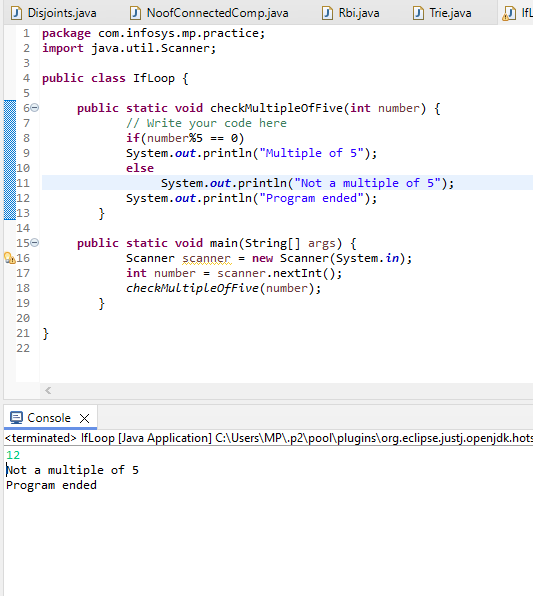 Disjoints.java NoofConnectedComp.java Rbi.java Trie.java IfL
1 package com.infosys.mp.practice;
2 import java.util.Scanner;
3
4 public class IfLoop {
5
6 public static void checkMultipleOfFive(int number) {
7 // Write your code here
8 if(number%5 == 0)
9 System.out.println("Multiple of 5");
10 else
11 System.out.println("Not a multiple of 5");
12 System.out.println("Program ended");
13 }
14
15 public static void main(String[] args) {
16 Scanner scanner = new Scanner(System.in);
17 int number = scanner.nextInt();
18 checkMultipleOfFive(number);
19 }
20
21 }
22
Console
<terminated> IfLoop [Java Application] C:\Users\MP\.p2\pool\plugins\org.eclipse.justj.openjdk.hots
12
Not a multiple of 5
Program ended